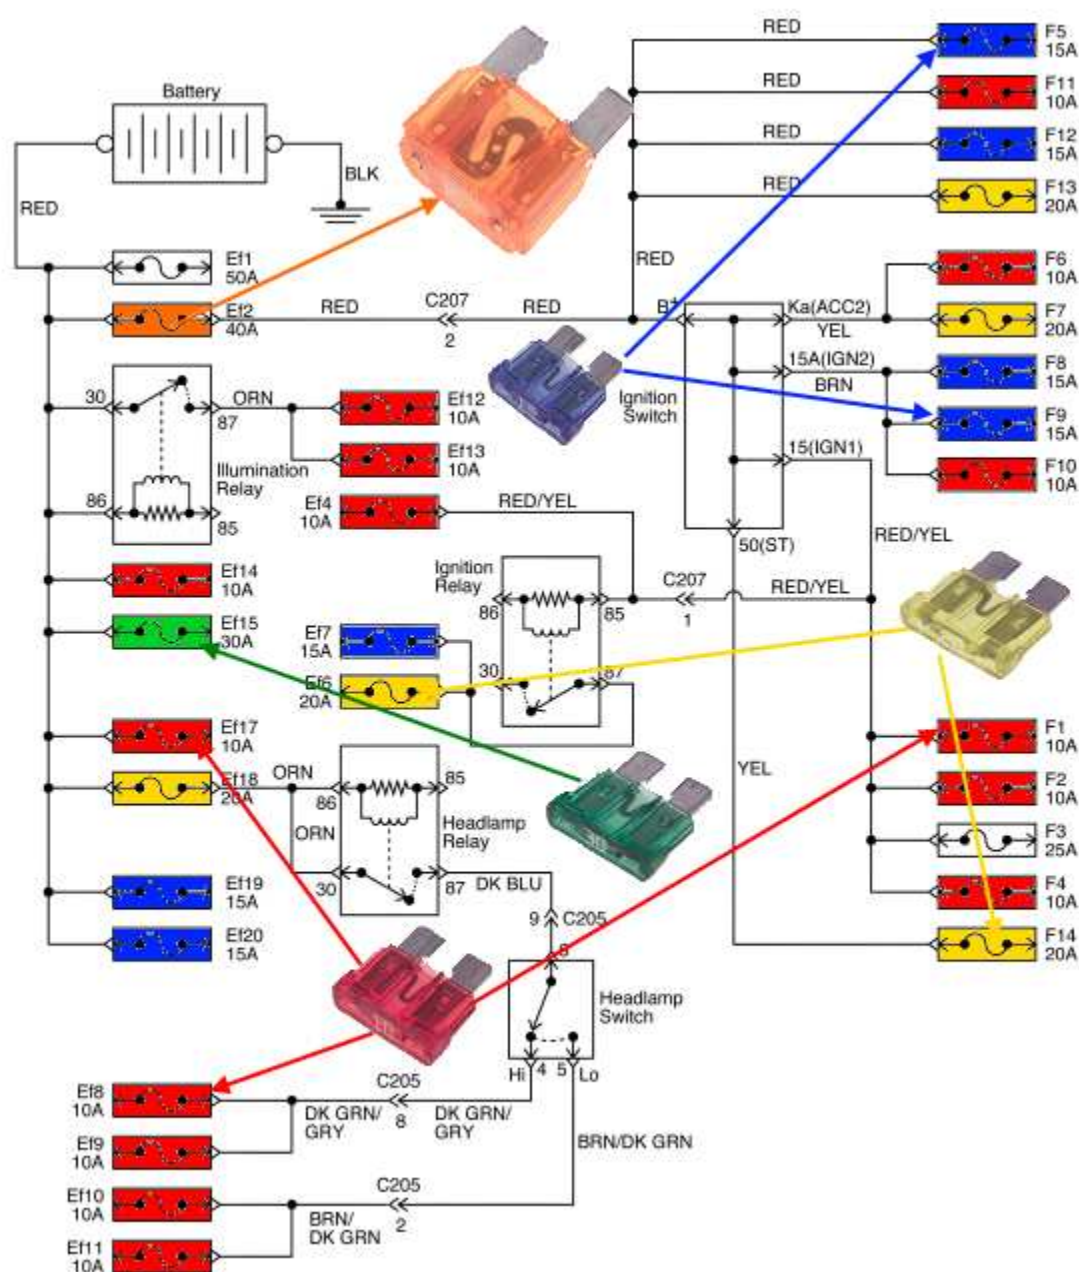 RED
F5
15A
RED
F11
10A
Battery
RED
F12
15A
BLK
RED
F13
20A
RED
Ef1
50A
RED
F6
10A
Ef2
40A
RED
C207
2
RED
B+
Ka(ACC2)
YEL
F7
20A
15A(IGN2)
BRN
F8
15A
Ignition
Switch
30
87
ORN
Ef12
10A
F9
15A
Ef13
10A
15(IGN1)
F10
10A
Illumination
Relay
86
85
Ef4
10A
RED/YEL
50(ST)
RED/YEL
Ef14
10A
Ignition
Relay
86
85
C207
1
RED/YEL
Ef15
30A
Ef7
15A
Ef6
20A
30
87
Ef17
10A
F1
10A
YEL
Ef18
20A
ORN
86
85
F2
10A
ORN
Headlamp
Relay
30
F3
25A
30
87
DK BLU
Ef19
15A
F4
10A
9
C205
Ef20
15A
6
F14
20A
10
Headlamp
Switch
Hi
4
5
Lo
Ef8
10A
C205
8
DK GRN/
GRY
DK GRN/
GRY
Ef9
10A
BRN/DK GRN
Ef10
10A
C205
2
BRN/
DK GRN
Ef11
10A